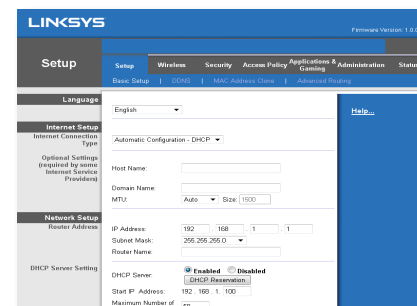 LINKSYS
Firmware Version: 1.0.0
Setup
Setup Wireless Security Access Policy Applications & Gaming Administration Status
Basic Setup | DDNS | MAC Address Clone | Advanced Routing
Language
English
Help...
Internet Setup
Internet Connection Type
Automatic Configuration - DHCP
Optional Settings
(required by some
Internet Service
Providers)
Host Name:
Domain Name:
MTU: Auto Size: 1500
Network Setup
Router Address
IP Address: 192 . 168 . 1 . 1
Subnet Mask: 255.255.255.0
Router Name:
DHCP Server Setting
DHCP Server: Enabled Disabled
DHCP Reservation
Start IP Address: 192 . 168 . 1. 100
Maximum Number of 50